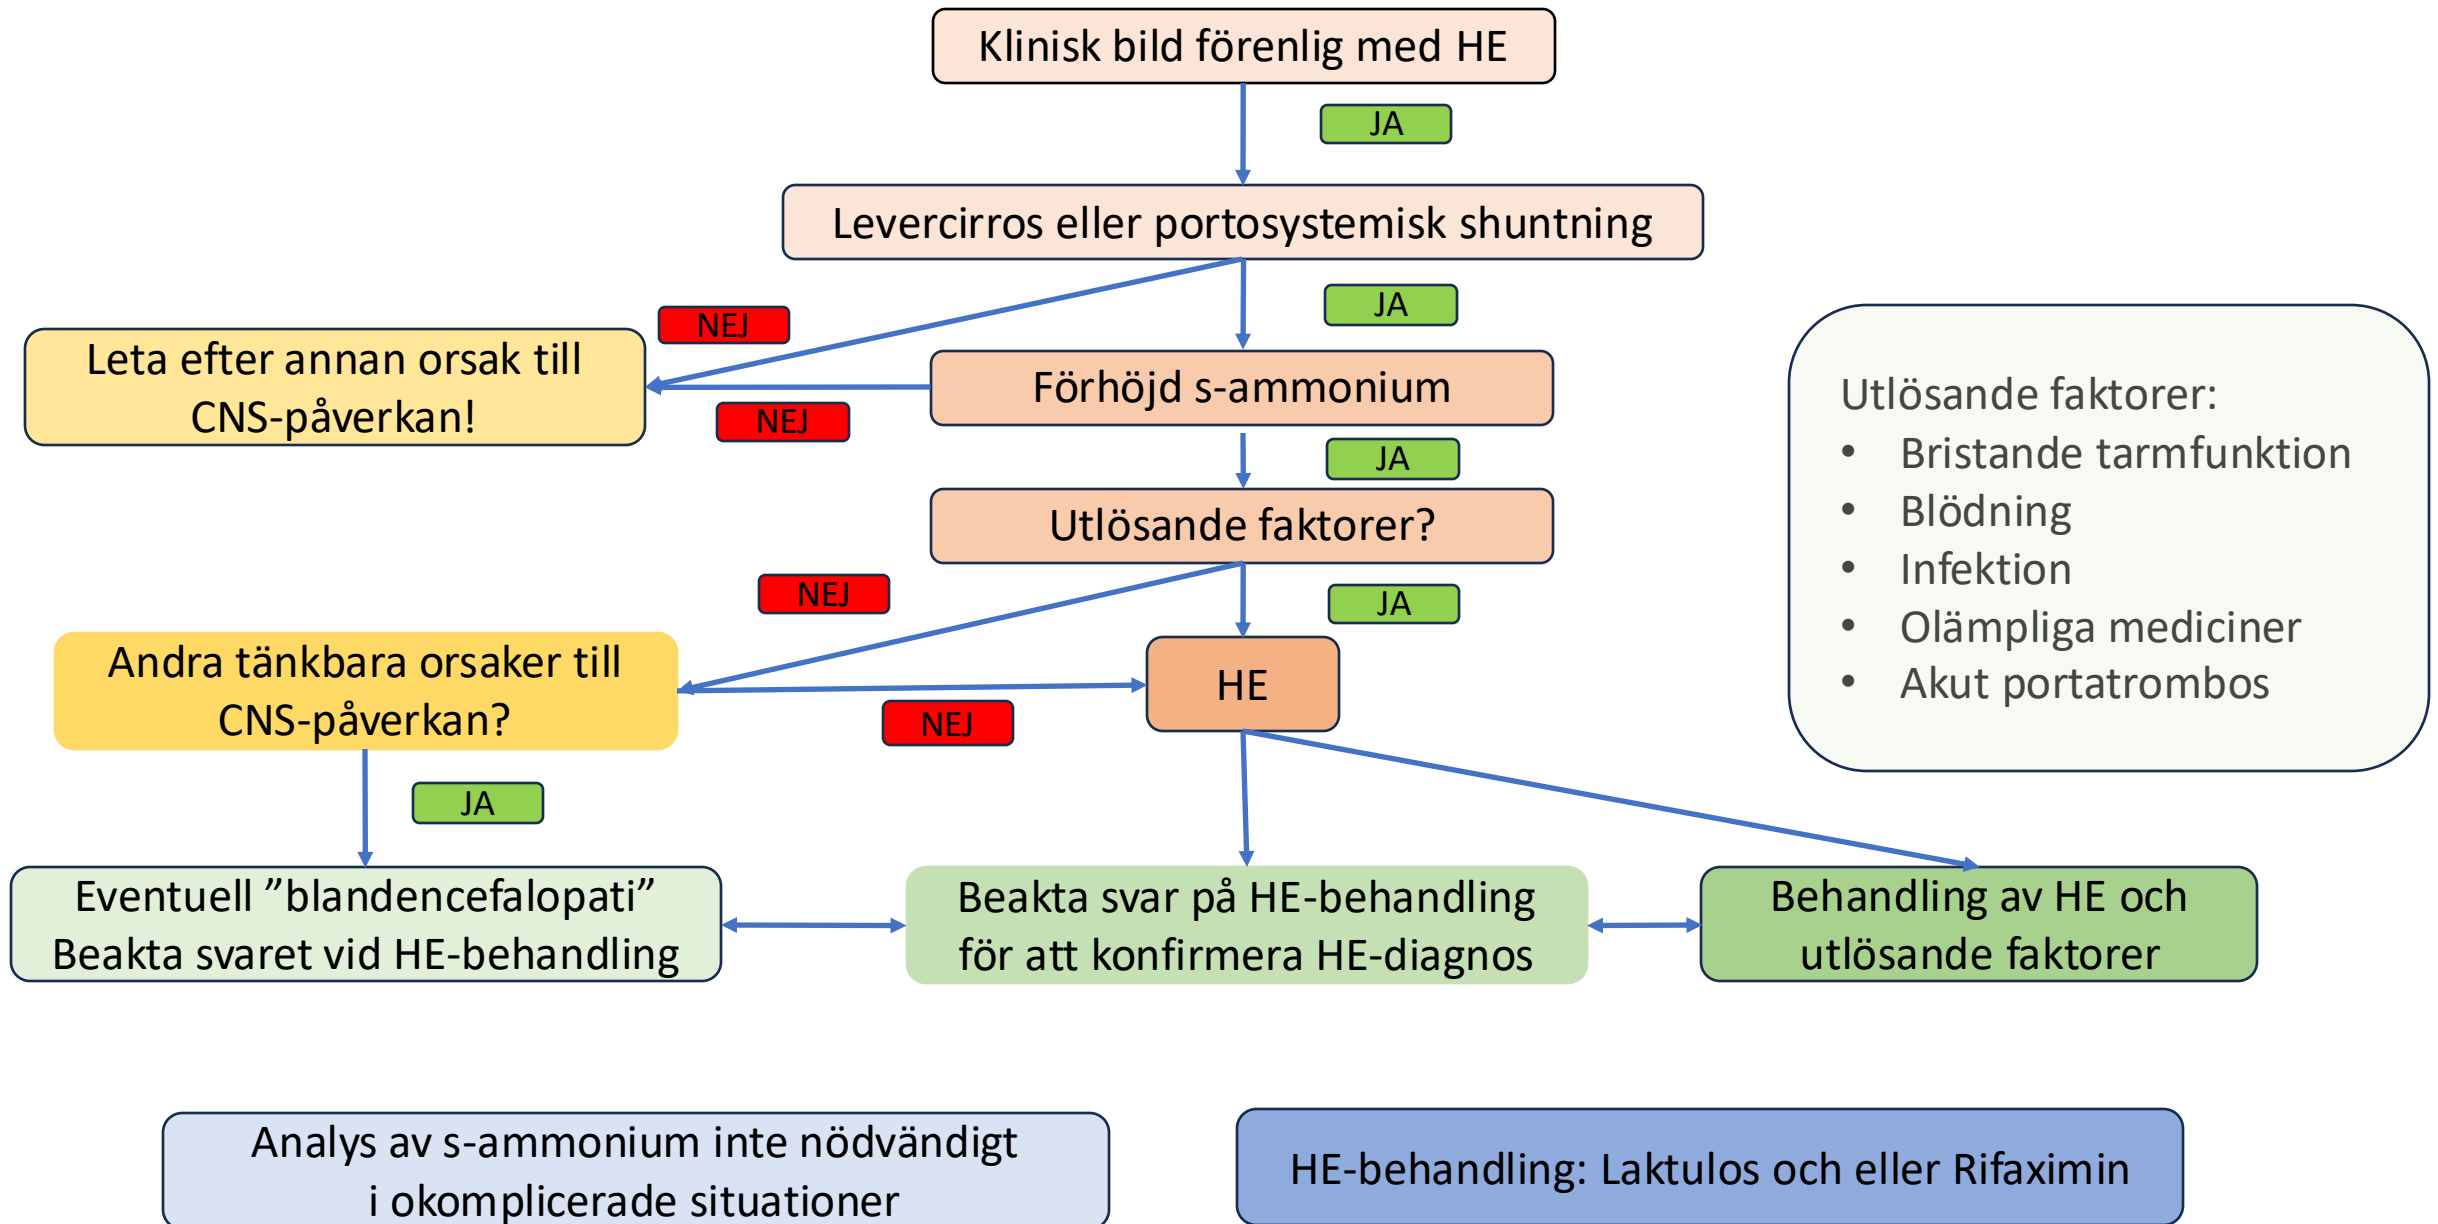 Klinisk bild förenlig med HE
JA
Levercirros eller portosystemisk shuntning
NEJ
JA
Leta efter annan orsak till
CNS-påverkan!
Förhöjd s-ammonium
NEJ
JA
Utlösande faktorer?
NEJ
JA
Andra tänkbara orsaker till
CNS-påverkan?
HE
NEJ
JA
Utlösande faktorer:
• Bristande tarmfunktion
• Blödning
• Infektion
• Olämpliga mediciner
• Akut portatrombos
Eventuell ”blandencefalopati”
Beakta svaret vid HE-behandling
Beakta svar på HE-behandling
för att konfirmera HE-diagnos
Behandling av HE och
utlösande faktorer
Analys av s-ammonium inte nödvändigt
i okomplicerade situationer
HE-behandling: Laktulos och eller Rifaximin